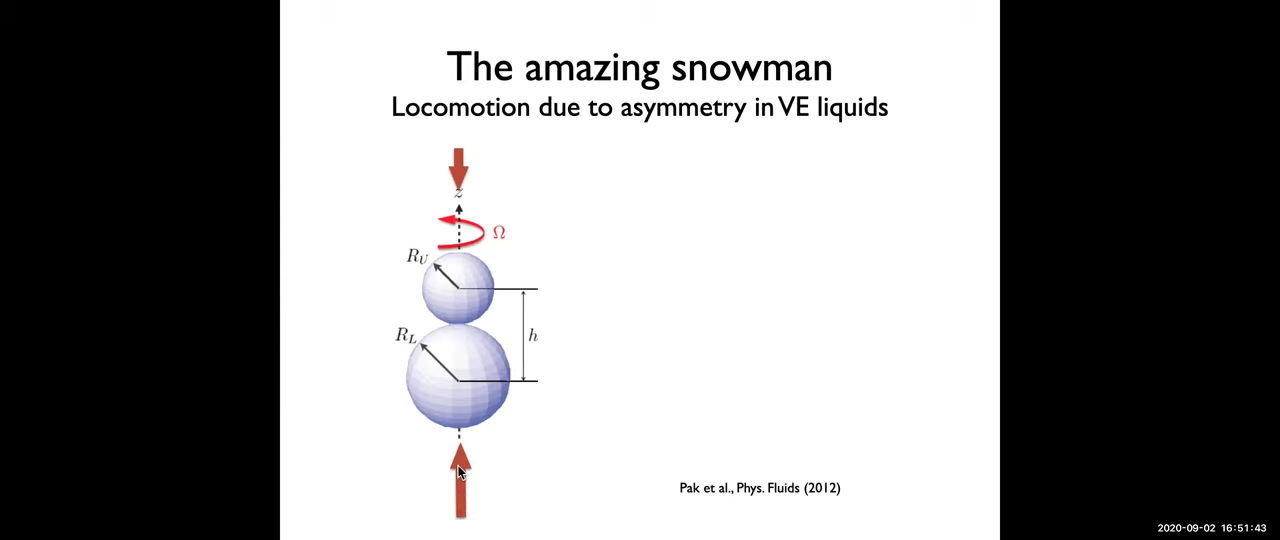 The amazing snowman
Locomotion due to asymmetry in VE liquids
z
Ω
R_U
R_L
h
Pak et al., Phys. Fluids (2012)
2020-09-02 16:51:43